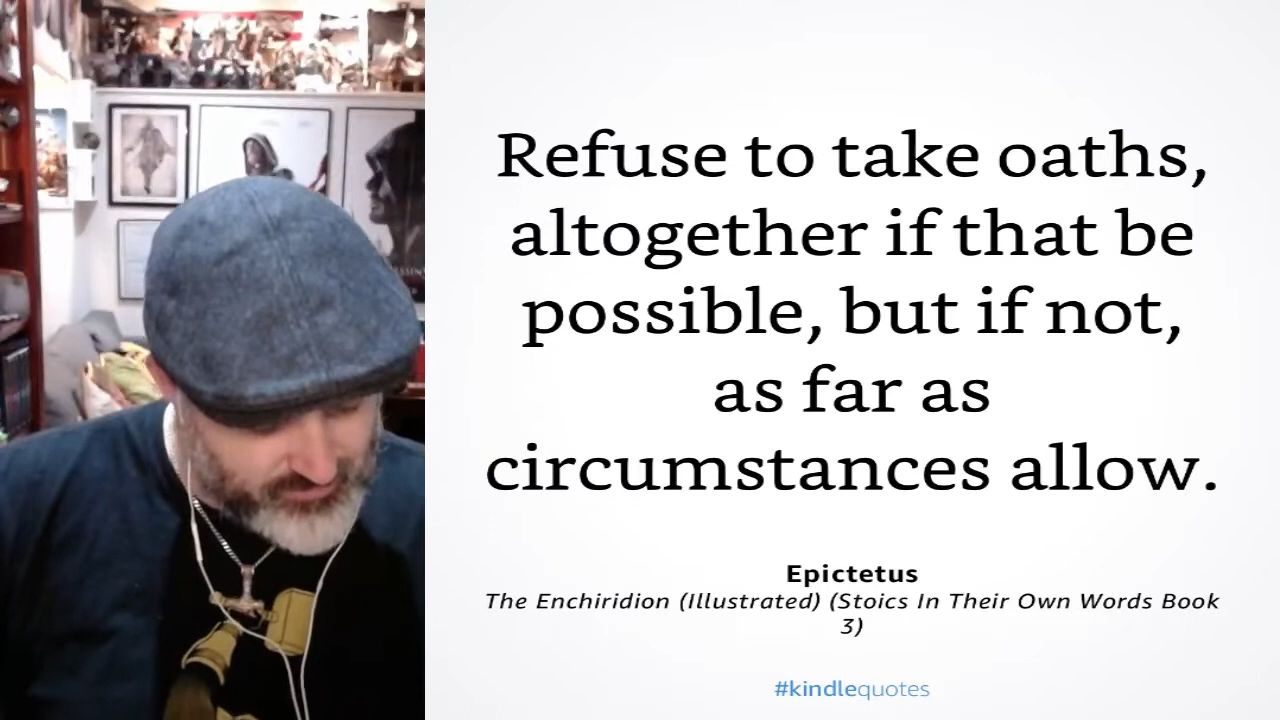 Refuse to take oaths,
altogether if that be
possible, but if not,
as far as
circumstances allow.
Epictetus
The Enchiridion (Illustrated) (Stoics In Their Own Words Book
3)
#kindlequotes